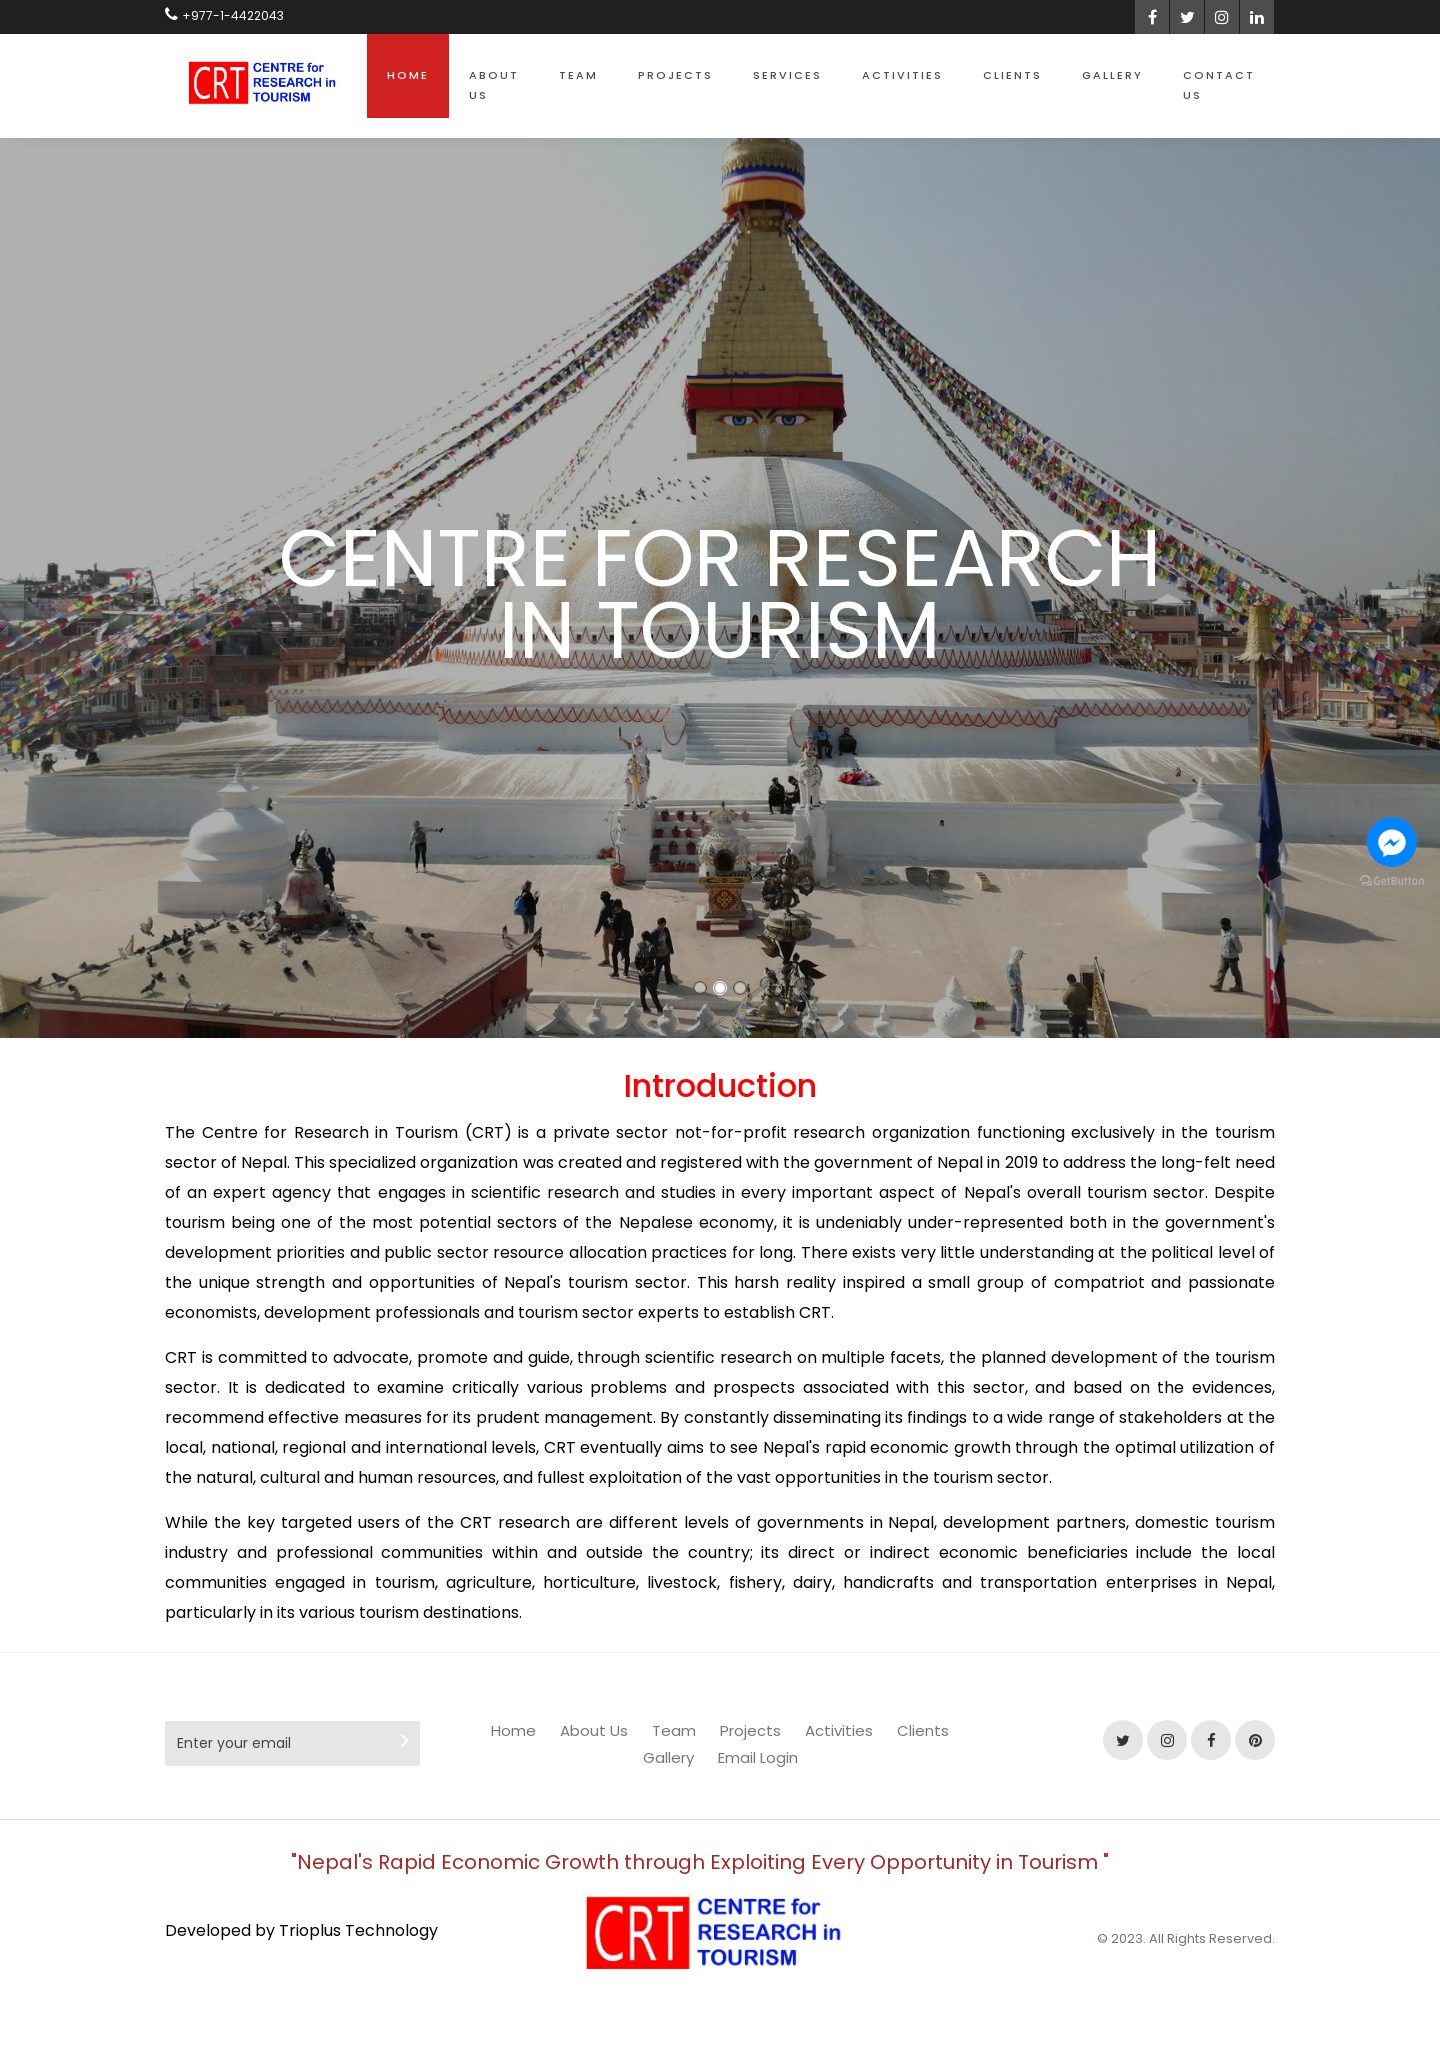 +977-1-4422043
CRT CENTRE for
RESEARCH in
TOURISM
HOME ABOUT US TEAM PROJECTS SERVICES ACTIVITIES CLIENTS GALLERY CONTACT US
CENTRE FOR RESEARCH
IN TOURISM
GetButton
Introduction
The Centre for Research in Tourism (CRT) is a private sector not-for-profit research organization functioning exclusively in the tourism
sector of Nepal. This specialized organization was created and registered with the government of Nepal in 2019 to address the long-felt need
of an expert agency that engages in scientific research and studies in every important aspect of Nepal's overall tourism sector. Despite
tourism being one of the most potential sectors of the Nepalese economy, it is undeniably under-represented both in the government's
development priorities and public sector resource allocation practices for long. There exists very little understanding at the political level of
the unique strength and opportunities of Nepal's tourism sector. This harsh reality inspired a small group of compatriot and passionate
economists, development professionals and tourism sector experts to establish CRT.
CRT is committed to advocate, promote and guide, through scientific research on multiple facets, the planned development of the tourism
sector. It is dedicated to examine critically various problems and prospects associated with this sector, and based on the evidences,
recommend effective measures for its prudent management. By constantly disseminating its findings to a wide range of stakeholders at the
local, national, regional and international levels, CRT eventually aims to see Nepal's rapid economic growth through the optimal utilization of
the natural, cultural and human resources, and fullest exploitation of the vast opportunities in the tourism sector.
While the key targeted users of the CRT research are different levels of governments in Nepal, development partners, domestic tourism
industry and professional communities within and outside the country; its direct or indirect economic beneficiaries include the local
communities engaged in tourism, agriculture, horticulture, livestock, fishery, dairy, handicrafts and transportation enterprises in Nepal,
particularly in its various tourism destinations.
Enter your email
Home About Us Team Projects Activities Clients
Gallery Email Login
"Nepal's Rapid Economic Growth through Exploiting Every Opportunity in Tourism "
Developed by Trioplus Technology
CRT CENTRE for
RESEARCH in
TOURISM
© 2023. All Rights Reserved.